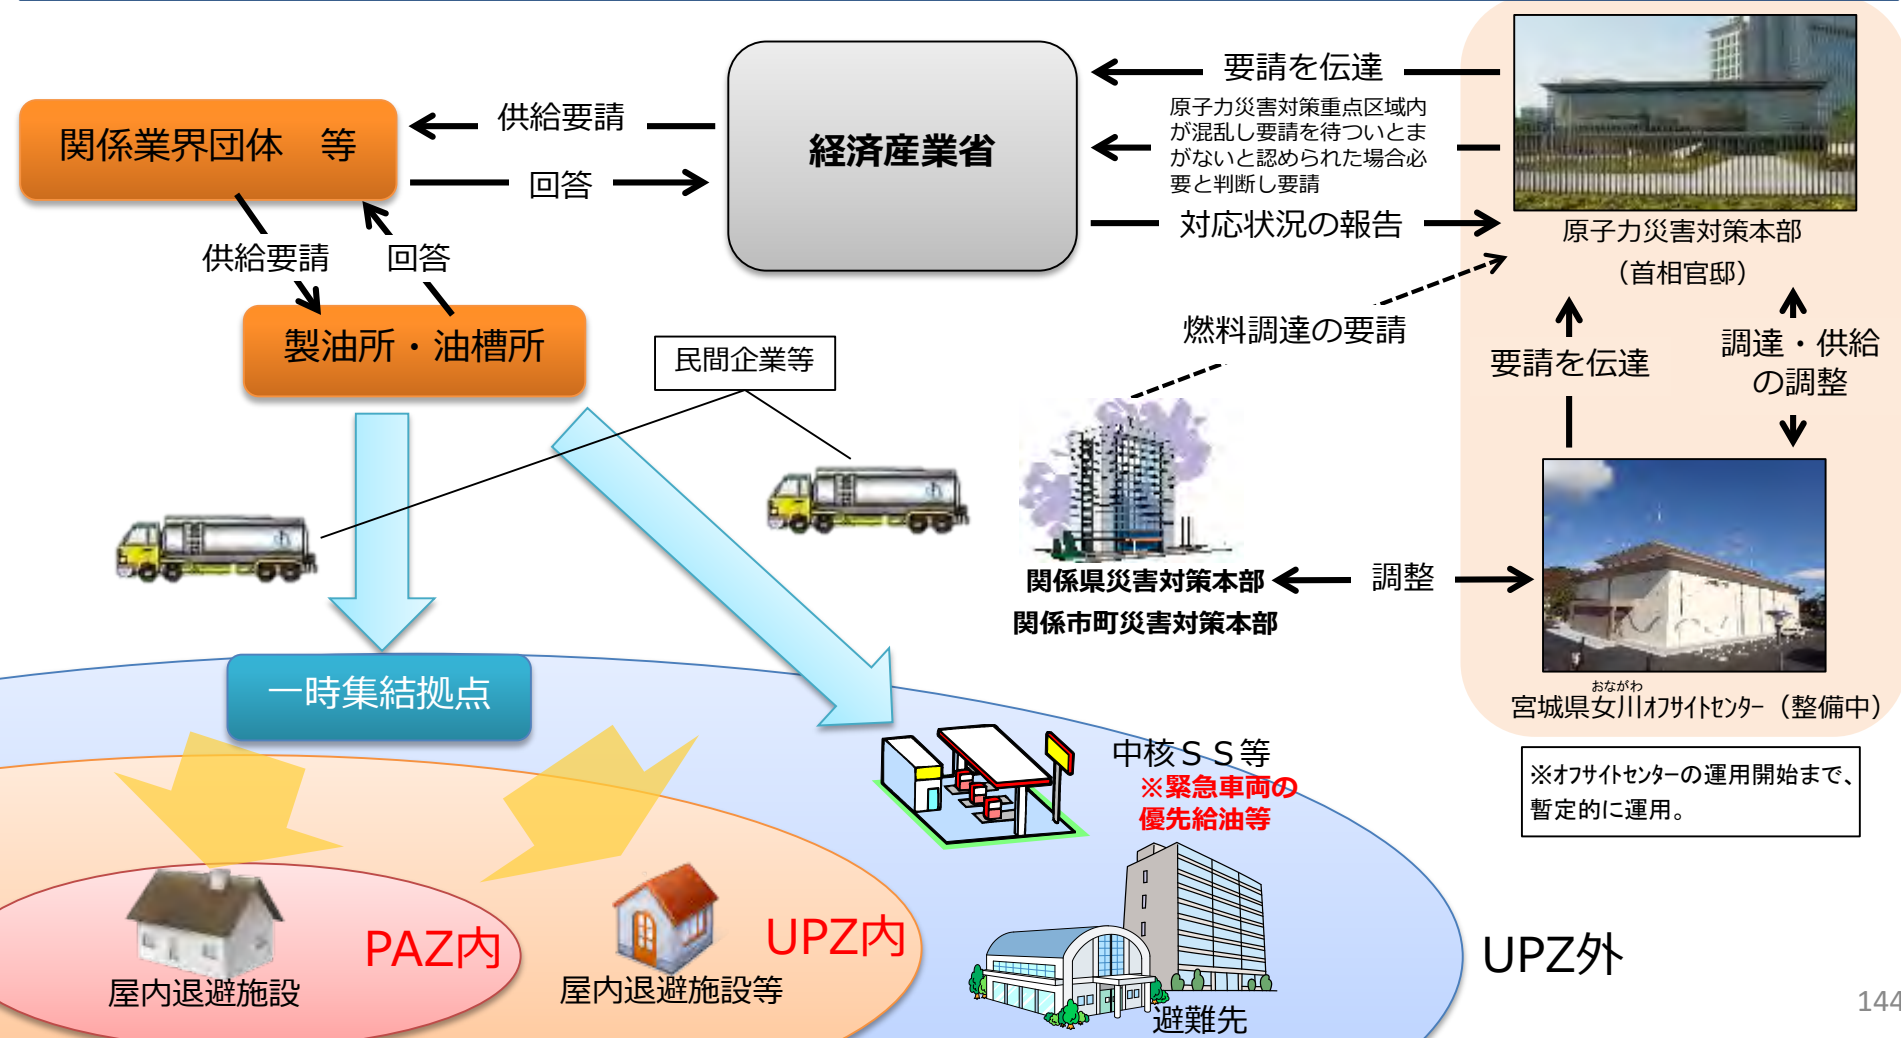 要請を伝達
原子力災害対策重点区域内
が混乱し要請を待ついとま
がないと認められた場合必
要と判断し要請
対応状況の報告
経済産業省
供給要請
回答
関係業界団体　等
供給要請
回答
製油所・油槽所
民間企業等
原子力災害対策本部
（首相官邸）
燃料調達の要請
要請を伝達
調達・供給
の調整
関係県災害対策本部
関係市町災害対策本部
調整
おながわ
宮城県女川ｵﾌｻｲﾄｾﾝﾀｰ（整備中）
※ｵﾌｻｲﾄｾﾝﾀｰの運用開始まで、
暫定的に運用。
一時集結拠点
中核ＳＳ等
※緊急車両の
優先給油等
PAZ内
屋内退避施設
UPZ内
屋内退避施設等
避難先
UPZ外
144